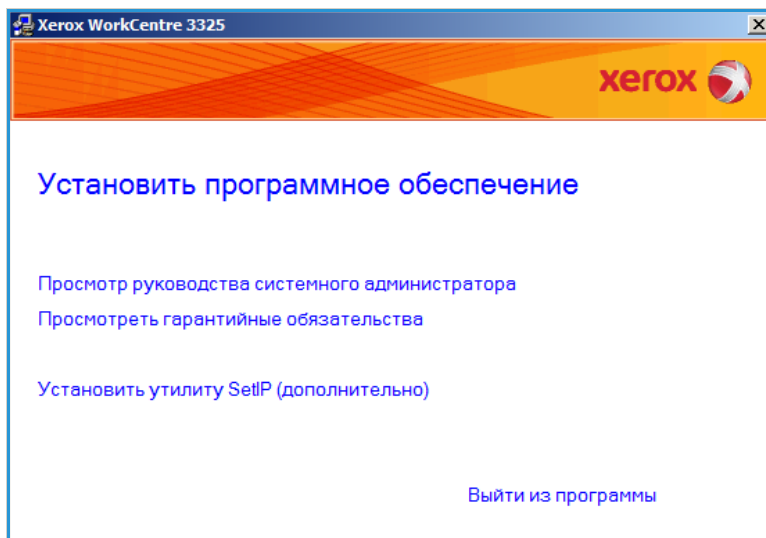 Xerox WorkCentre 3325
xerox
Установить программное обеспечение
Просмотр руководства системного администратора
Просмотреть гарантийные обязательства
Установить утилиту SetIP (дополнительно)
Выйти из программы